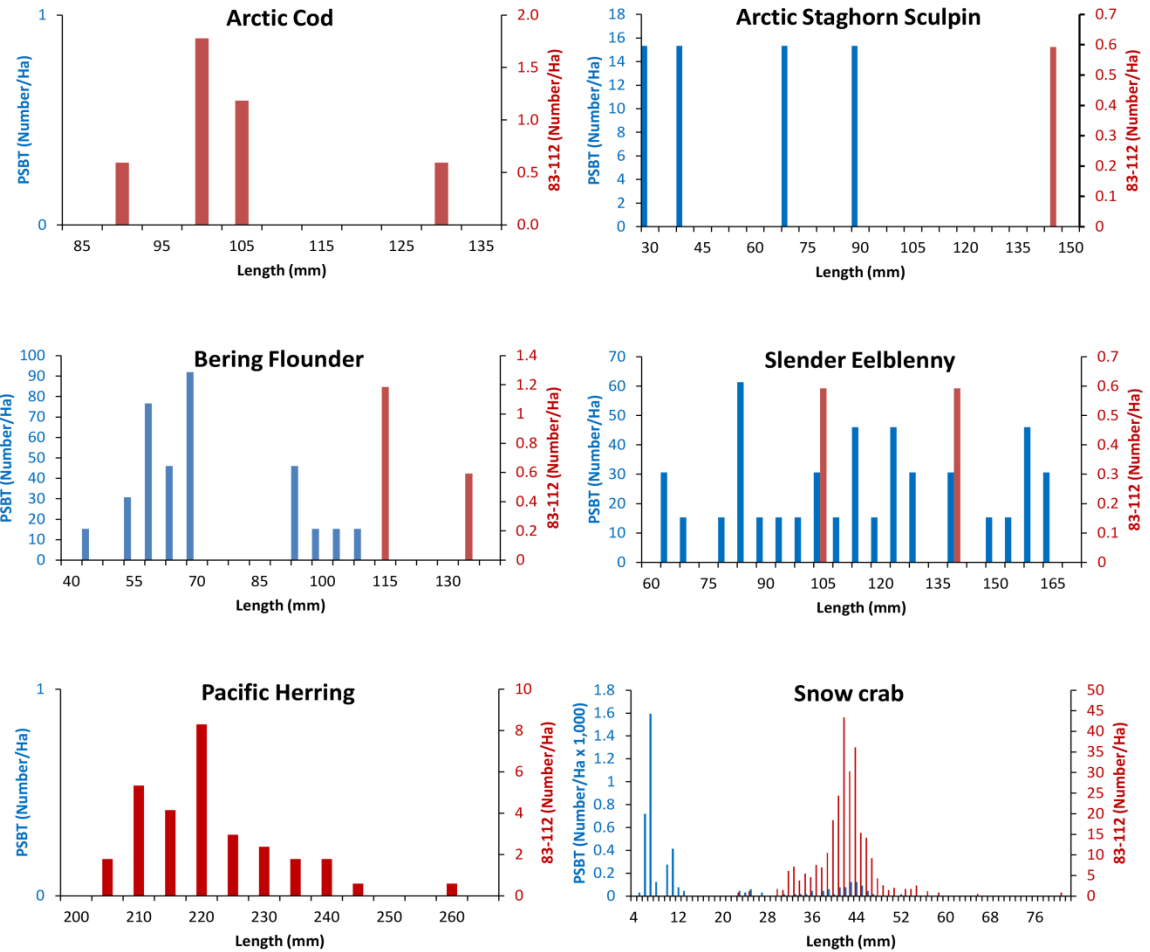 Arctic Cod
1
0
PSBT (Number/Ha)
2.0
1.5
1.0
0.5
0.0
83-112 (Number/Ha)
85 95 105 115 125 135
Length (mm)
Arctic Staghorn Sculpin
18
16
14
12
10
8
6
4
2
0
PSBT (Number/Ha)
0.7
0.6
0.5
0.4
0.3
0.2
0.1
0
83-112 (Number/Ha)
30 45 60 75 90 105 120 135 150
Length (mm)
Bering Flounder
100
90
80
70
60
50
40
30
20
10
0
PSBT (Number/Ha)
1.4
1.2
1
0.8
0.6
0.4
0.2
0
83-112 (Number/Ha)
40 55 70 85 100 115 130
Length (mm)
Slender Eelblenny
70
60
50
40
30
20
10
0
PSBT (Number/Ha)
0.7
0.6
0.5
0.4
0.3
0.2
0.1
0
83-112 (Number/Ha)
60 75 90 105 120 135 150 165
Length (mm)
Pacific Herring
1
0
PSBT (Number/Ha)
10
8
6
4
2
0
83-112 (Number/Ha)
200 210 220 230 240 250 260
Length (mm)
Snow crab
1.8
1.6
1.4
1.2
1
0.8
0.6
0.4
0.2
0
PSBT (Number/Ha x 1,000)
50
45
40
35
30
25
20
15
10
5
0
83-112 (Number/Ha)
4 12 20 28 36 44 52 60 68 76
Length (mm)